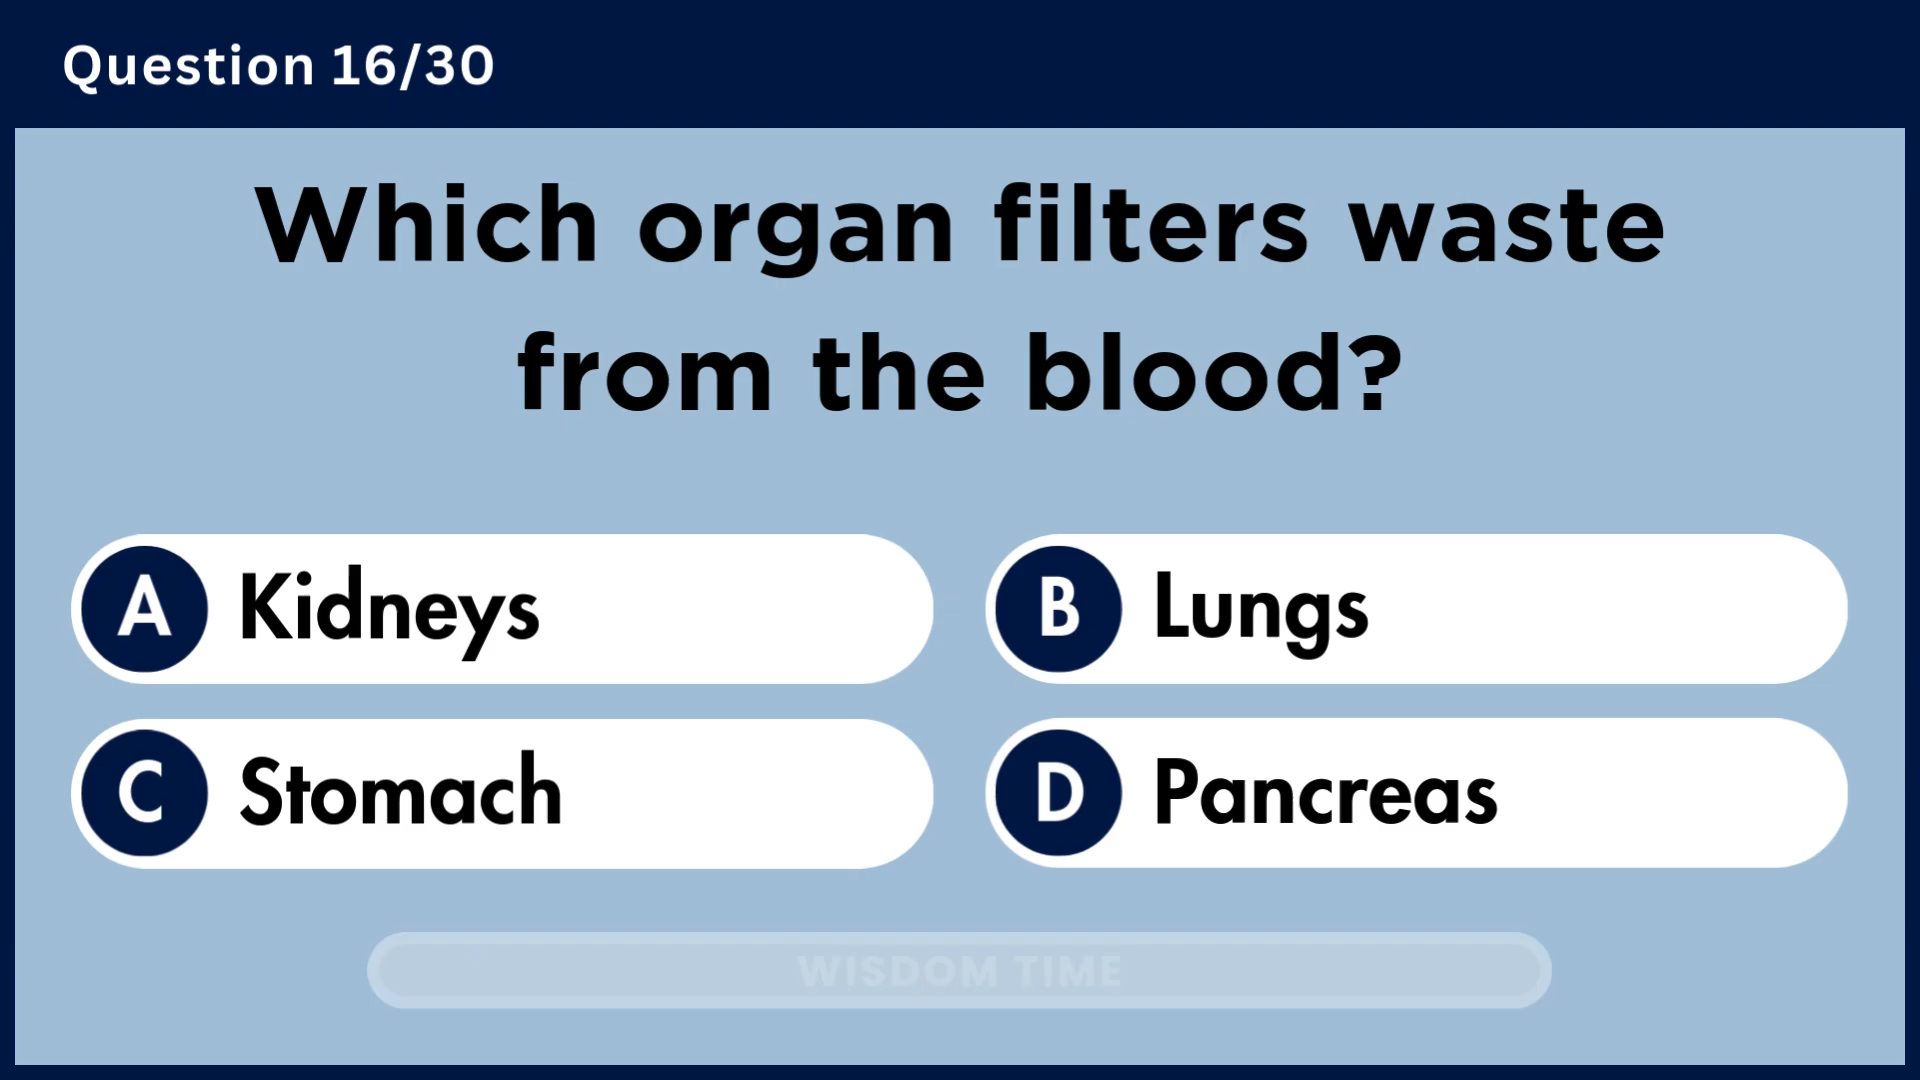 Question 16/30
Which organ filters waste
from the blood?
A Kidneys
B Lungs
C Stomach
D Pancreas
WISDOM TIME